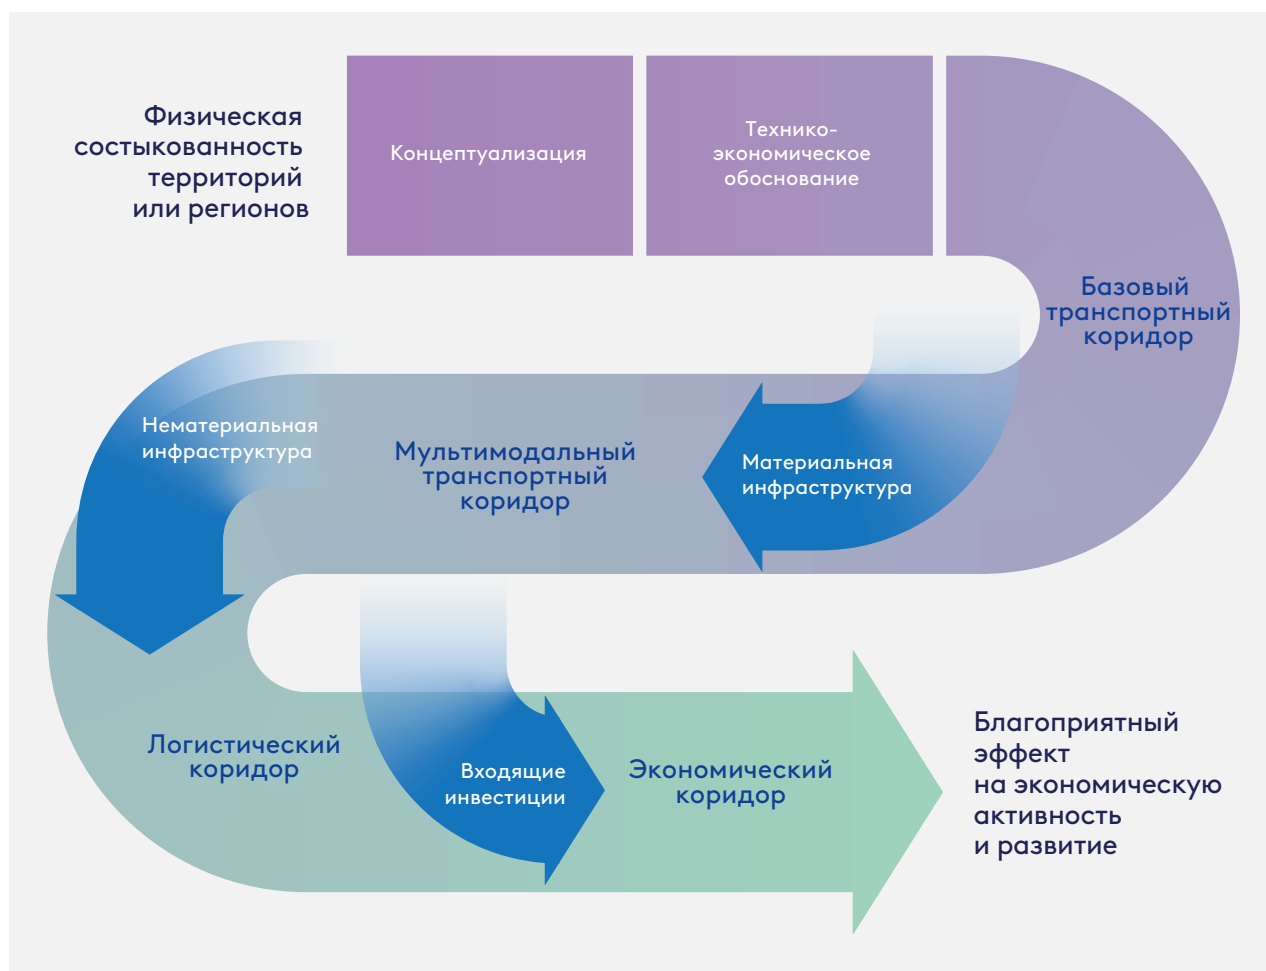 Физическая
состыкованность
территорий
или регионов
Концептуализация
Технико-
экономическое
обоснование
Базовый
транспортный
коридор
Материальная
инфраструктура
Мультимодальный
транспортный
коридор
Нематериальная
инфраструктура
Логистический
коридор
Входящие
инвестиции
Экономический
коридор
Благоприятный
эффект
на экономическую
активность
и развитие